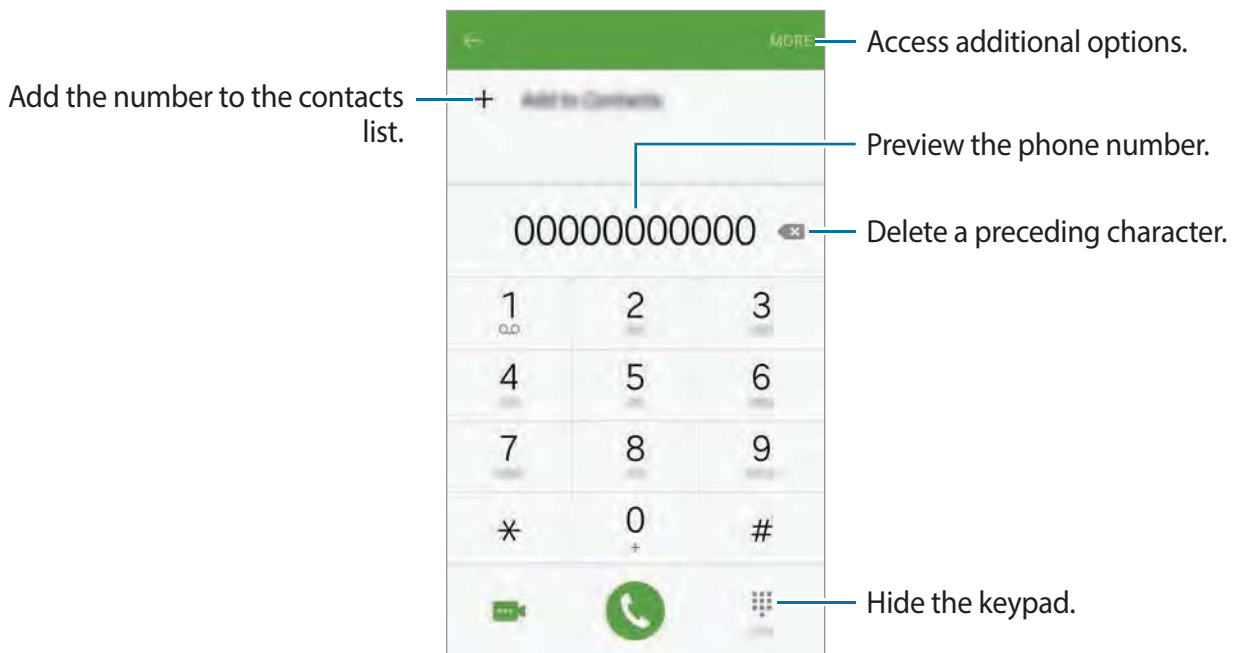 MORE
Access additional options.
Add the number to the contacts
list.
Add to Contacts
Preview the phone number.
00000000000
Delete a preceding character.
1 2 3
4 5 6
7 8 9
* 0 #
+
Hide the keypad.